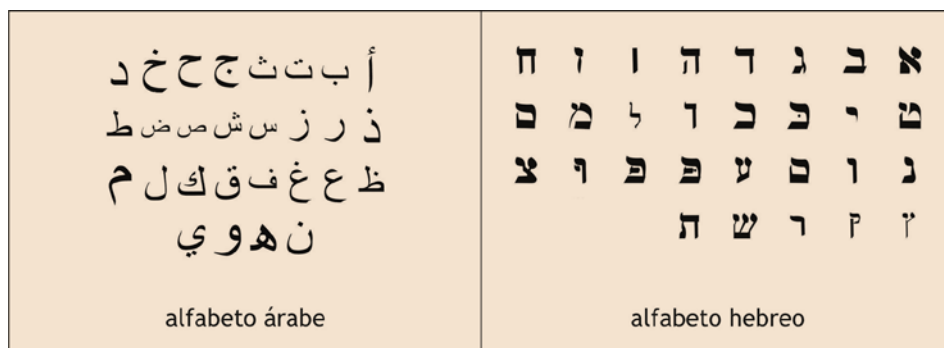 أ ب ت ث ج ح خ د
ذ ر ز س ش ص ض ط
ظ ع غ ف ق ك ل م
ن ه و ي
alfabeto árabe
א ב ג ד ה ו ז ח
ט י כּ כ ך ל מ ם
נ ן ס ע פּ פּ ף צ
ץ ק ר ש ת
alfabeto hebreo